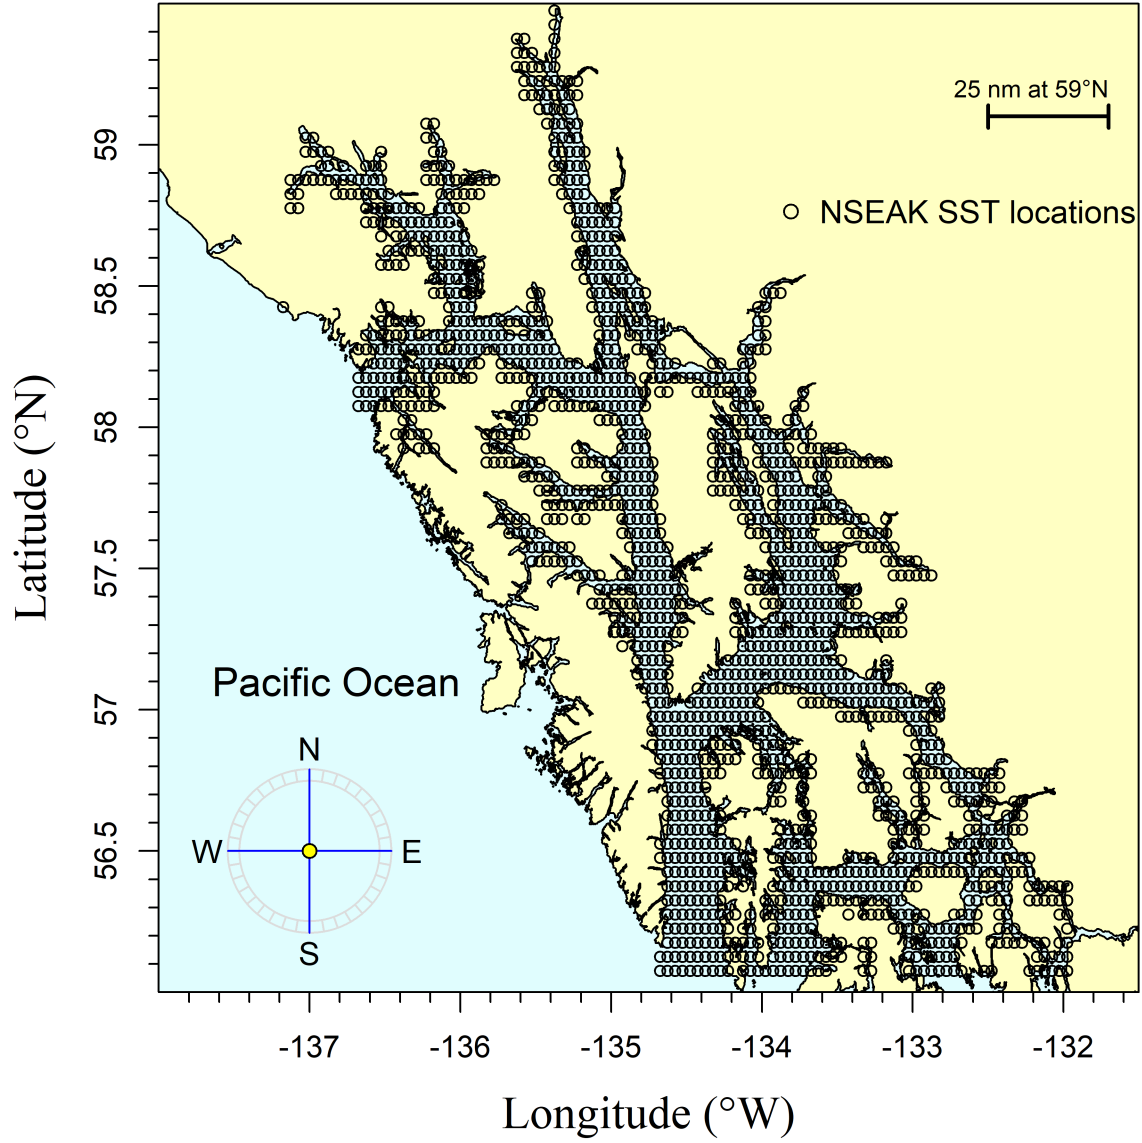 25 nm at 59°N
NSEAK SST locations
59
58.5
58
57.5
57
56.5
Latitude (°N)
Pacific Ocean
N
W
E
S
-137
-136
-135
-134
-133
-132
Longitude (°W)